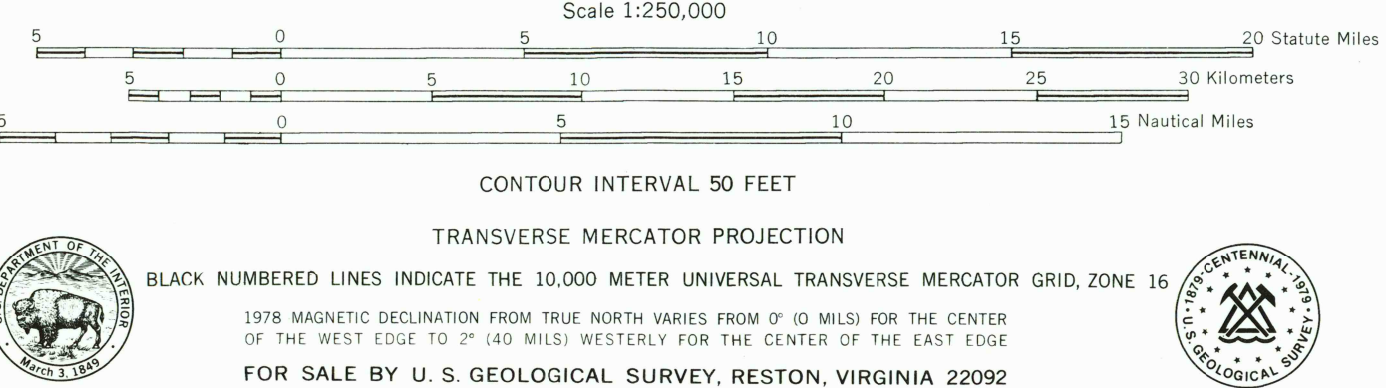 Scale 1:250,000
5 0 5 10 15 20 Statute Miles
5 0 5 10 15 20 25 30 Kilometers
5 0 5 10 15 Nautical Miles
CONTOUR INTERVAL 50 FEET
TRANSVERSE MERCATOR PROJECTION
BLACK NUMBERED LINES INDICATE THE 10,000 METER UNIVERSAL TRANSVERSE MERCATOR GRID, ZONE 16
1978 MAGNETIC DECLINATION FROM TRUE NORTH VARIES FROM 0° (0 MILS) FOR THE CENTER
OF THE WEST EDGE TO 2° (40 MILS) WESTERLY FOR THE CENTER OF THE EAST EDGE
FOR SALE BY U. S. GEOLOGICAL SURVEY, RESTON, VIRGINIA 22092
DEPARTMENT OF THE INTERIOR
March 3, 1849
1879·CENTENNIAL·1979
U.S. GEOLOGICAL SURVEY